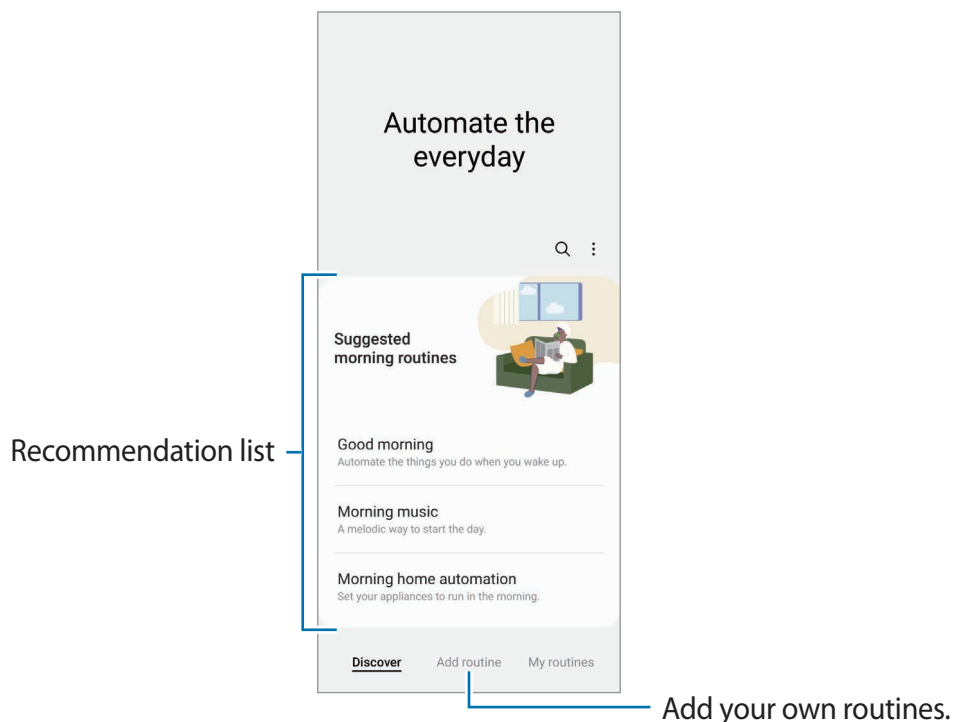 Automate the
everyday
Suggested
morning routines
Recommendation list
Good morning
Automate the things you do when you wake up.
Morning music
A melodic way to start the day.
Morning home automation
Set your appliances to run in the morning.
Discover Add routine My routines
Add your own routines.